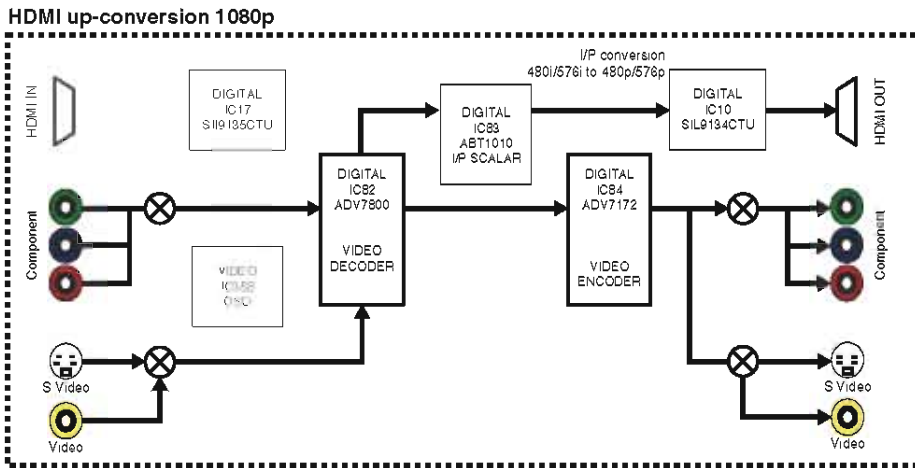 HDMI up-conversion 1080p
I/P conversion
480i/576i to 480p/576p
HDMI IN
DIGITAL
IC17
SII9135CTU
DIGITAL
IC83
ABT1010
I/P SCALAR
DIGITAL
IC10
SIL9134CTU
HDMI OUT
Component
DIGITAL
IC82
ADV7800
VIDEO
DECODER
DIGITAL
IC84
ADV7172
VIDEO
ENCODER
Component
VIDEO
OSD
S Video
Video
S Video
Video